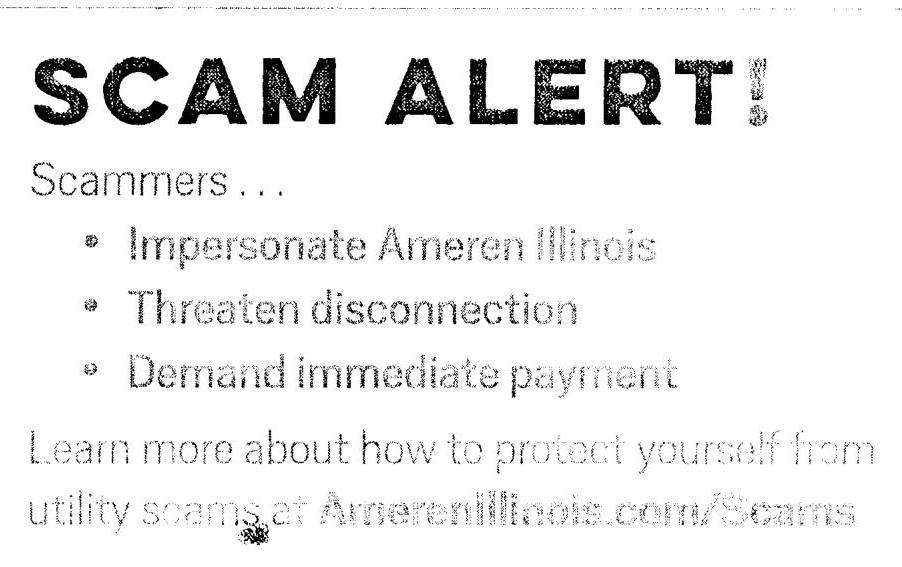 SCAM ALERT!
Scammers . . .
• Impersonate Ameren Illinois
• Threaten disconnection
• Demand immediate payment
Learn more about how to protect yourself from
utility scams at AmerenIllinois.com/Scams